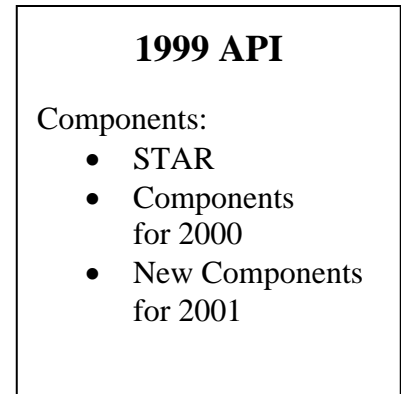 1999 API
Components:
• STAR
• Components
for 2000
• New Components
for 2001